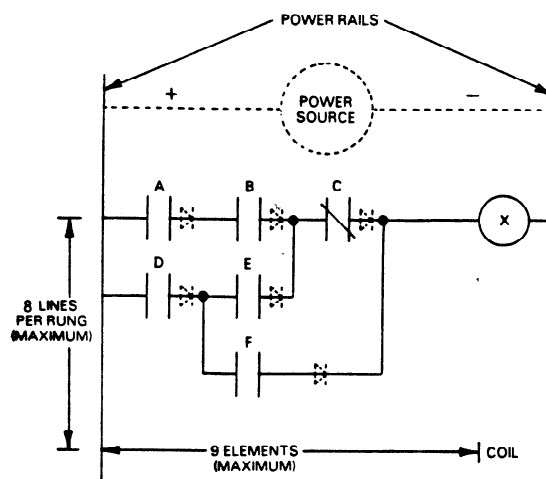 POWER RAILS
+
−
POWER
SOURCE
A
B
C
X
D
E
8 LINES
PER RUNG
(MAXIMUM)
F
9 ELEMENTS
(MAXIMUM)
COIL